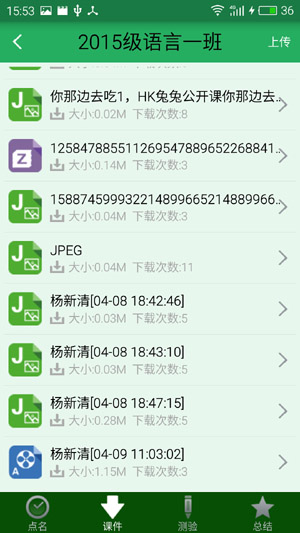 15:53 4G 36
2015级语言一班 上传
大小:0.04M 下载次数:2
你那边去吃1，HK兔兔公开课你那边去..
大小:0.02M 下载次数:8
12584788551126954788965226841..
大小:0.14M 下载次数:3
15887459993221489966521488996​6..
大小:0.04M 下载次数:3
JPEG
大小:0.04M 下载次数:11
杨新清[04-08 18:42:46]
大小:0.03M 下载次数:5
杨新清[04-08 18:43:10]
大小:0.03M 下载次数:5
杨新清[04-08 18:47:15]
大小:0.28M 下载次数:5
杨新清[04-09 11:03:02]
大小:1.15M 下载次数:3
点名 课件 测验 总结